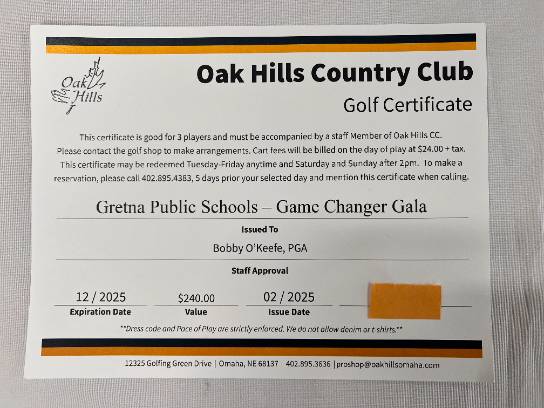 Oak Hills
Oak Hills Country Club
Golf Certificate
This certificate is good for 3 players and must be accompanied by a staff Member of Oak Hills CC.
Please contact the golf shop to make arrangements. Cart fees will be billed on the day of play at $24.00 + tax.
This certificate may be redeemed Tuesday-Friday anytime and Saturday and Sunday after 2pm. To make a
reservation, please call 402.895.4383, 5 days prior your selected day and mention this certificate when calling.
Gretna Public Schools – Game Changer Gala
Issued To
Bobby O'Keefe, PGA
Staff Approval
12 / 2025 $240.00 02 / 2025
Expiration Date Value Issue Date
**Dress code and Pace of Play are strictly enforced. We do not allow denim or t-shirts.**
12325 Golfing Green Drive | Omaha, NE 68137 402.895.3636 | proshop@oakhillsomaha.com